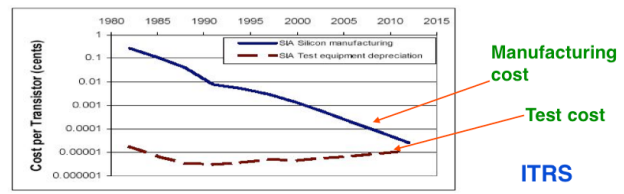 1980 1985 1990 1995 2000 2005 2010 2015
Cost per Transistor (cents)
1
0.1
0.01
0.001
0.0001
0.00001
0.000001
SIA Silicon manufacturing
SIA Test equipment depreciation
Manufacturing
cost
Test cost
ITRS